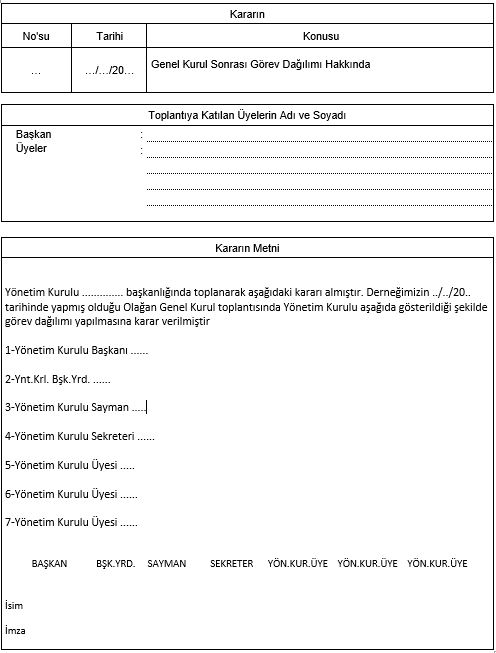 Kararın
No'su Tarihi Konusu
… …/…/20… Genel Kurul Sonrası Görev Dağılımı Hakkında
Toplantıya Katılan Üyelerin Adı ve Soyadı
Başkan :
Üyeler :
Kararın Metni
Yönetim Kurulu .............. başkanlığında toplanarak aşağıdaki kararı almıştır. Derneğimizin ../../20..
tarihinde yapmış olduğu Olağan Genel Kurul toplantısında Yönetim Kurulu aşağıda gösterildiği şekilde
görev dağılımı yapılmasına karar verilmiştir
1-Yönetim Kurulu Başkanı ......
2-Ynt.Krl. Bşk.Yrd. ......
3-Yönetim Kurulu Sayman .....
4-Yönetim Kurulu Sekreteri ......
5-Yönetim Kurulu Üyesi .....
6-Yönetim Kurulu Üyesi ......
7-Yönetim Kurulu Üyesi ......
BAŞKAN BŞK.YRD. SAYMAN SEKRETER YÖN.KUR.ÜYE YÖN.KUR.ÜYE YÖN.KUR.ÜYE
İsim
İmza